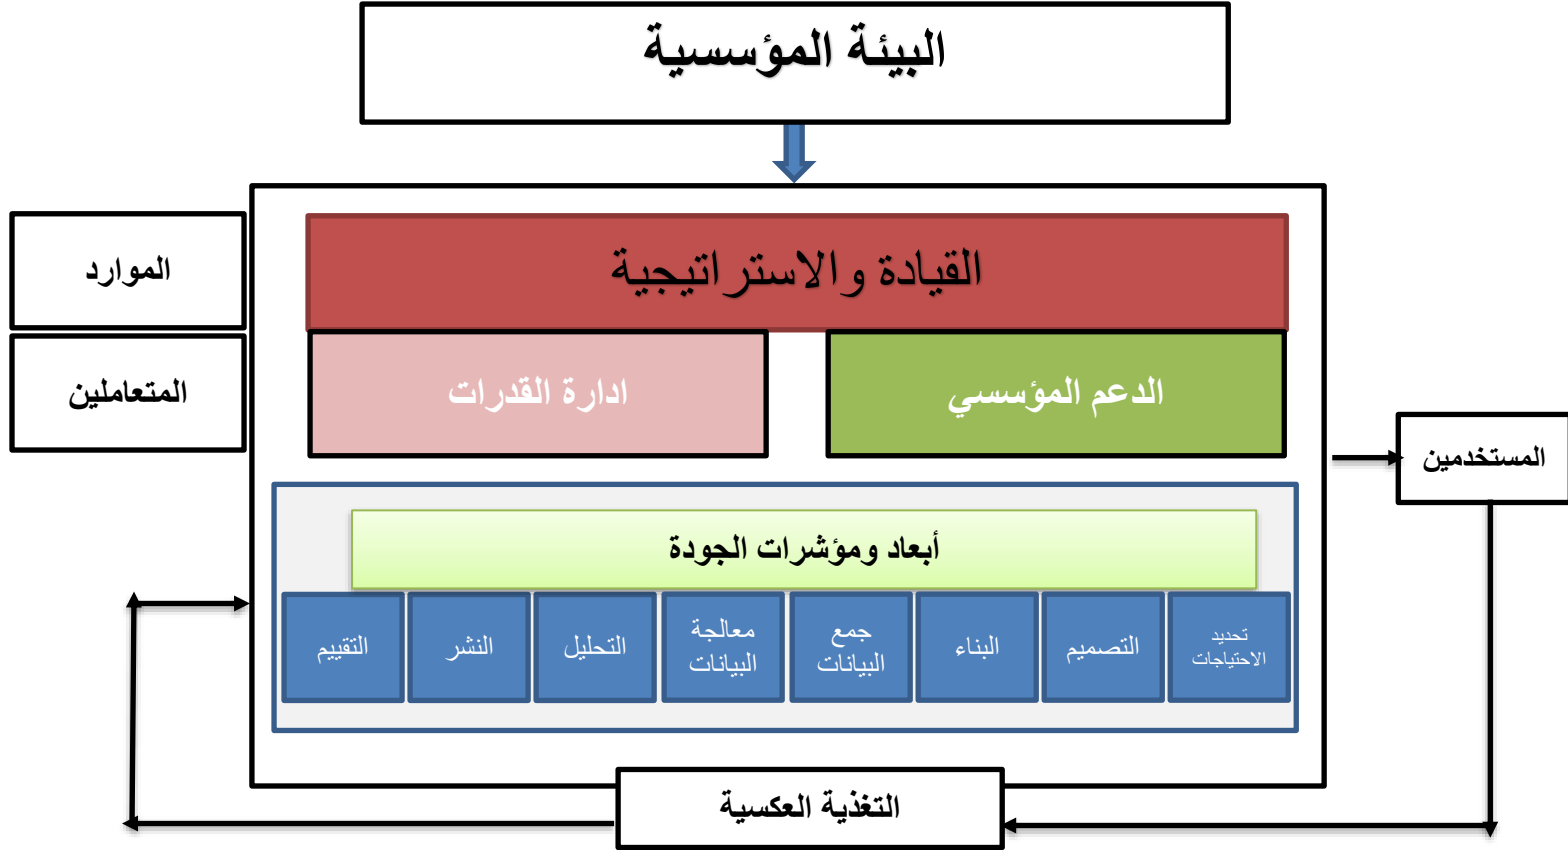 البيئة المؤسسية
القيادة والاستراتيجية
الموارد
الدعم المؤسسي
ادارة القدرات
المتعاملين
المستخدمين
أبعاد ومؤشرات الجودة
تحديد
الاحتياجات
التصميم
البناء
جمع
البيانات
معالجة
البيانات
التحليل
النشر
التقييم
التغذية العكسية